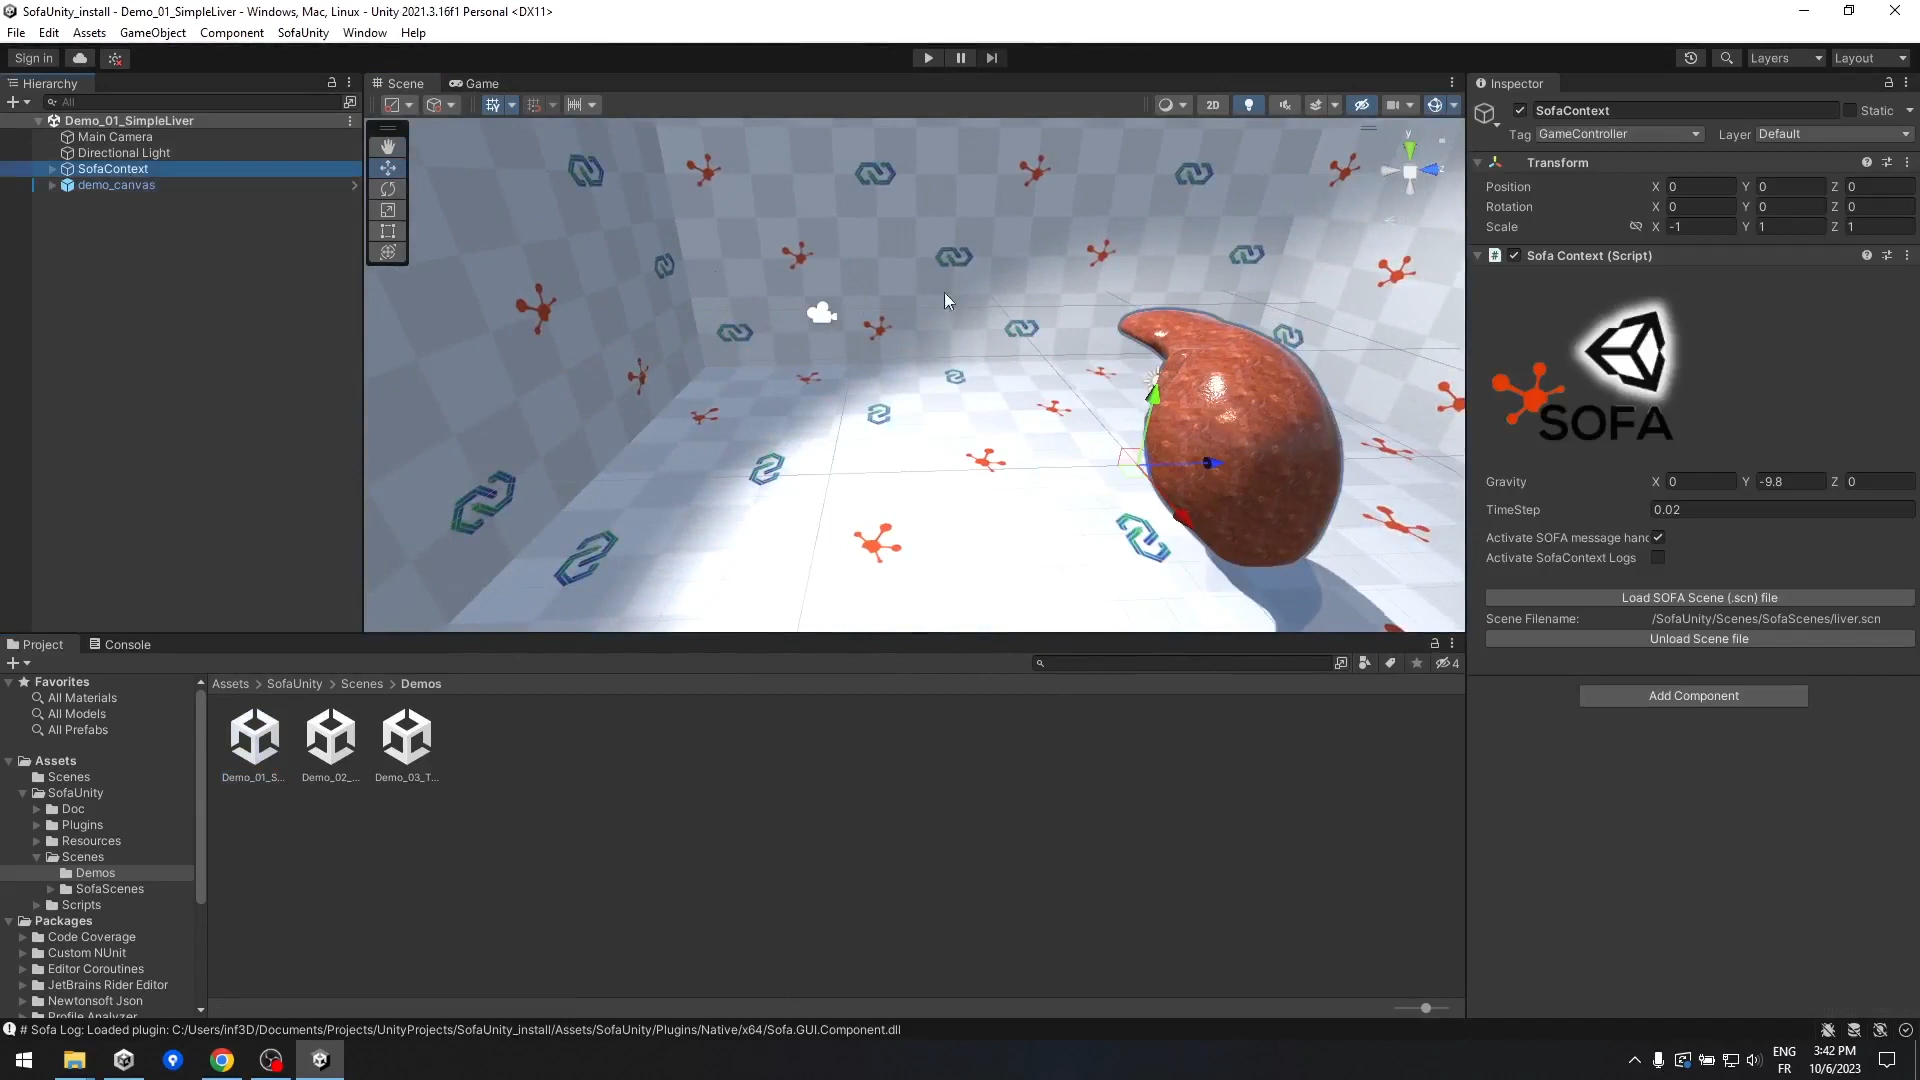 SofaUnity_install - Demo_01_SimpleLiver - Windows, Mac, Linux - Unity 2021.3.16f1 Personal <DX11>
File Edit Assets GameObject Component SofaUnity Window Help
Sign in
Layers
Layout
Hierarchy
All
Demo_01_SimpleLiver
Main Camera
Directional Light
SofaContext
demo_canvas
Scene
Game
2D
y
z
Inspector
SofaContext
Static
Tag GameController
Layer Default
Transform
Position X 0 Y 0 Z 0
Rotation X 0 Y 0 Z 0
Scale X -1 Y 1 Z 1
Sofa Context (Script)
SOFA
Gravity X 0 Y -9.8 Z 0
TimeStep 0.02
Activate SOFA message hand
Activate SofaContext Logs
Load SOFA Scene (.scn) file
Scene Filename: /SofaUnity/Scenes/SofaScenes/liver.scn
Unload Scene file
Add Component
Project
Console
4
Favorites
All Materials
All Models
All Prefabs
Assets
Scenes
SofaUnity
Doc
Plugins
Resources
Scenes
Demos
SofaScenes
Scripts
Packages
Code Coverage
Custom NUnit
Editor Coroutines
JetBrains Rider Editor
Newtonsoft Json
Profile Analyzer
Assets > SofaUnity > Scenes > Demos
Demo_01_S...
Demo_02_...
Demo_03_T...
# Sofa Log: Loaded plugin: C:/Users/inf3D/Documents/Projects/UnityProjects/SofaUnity_install/Assets/SofaUnity/Plugins/Native/x64/Sofa.GUI.Component.dll
ENG
FR
3:42 PM
10/6/2023